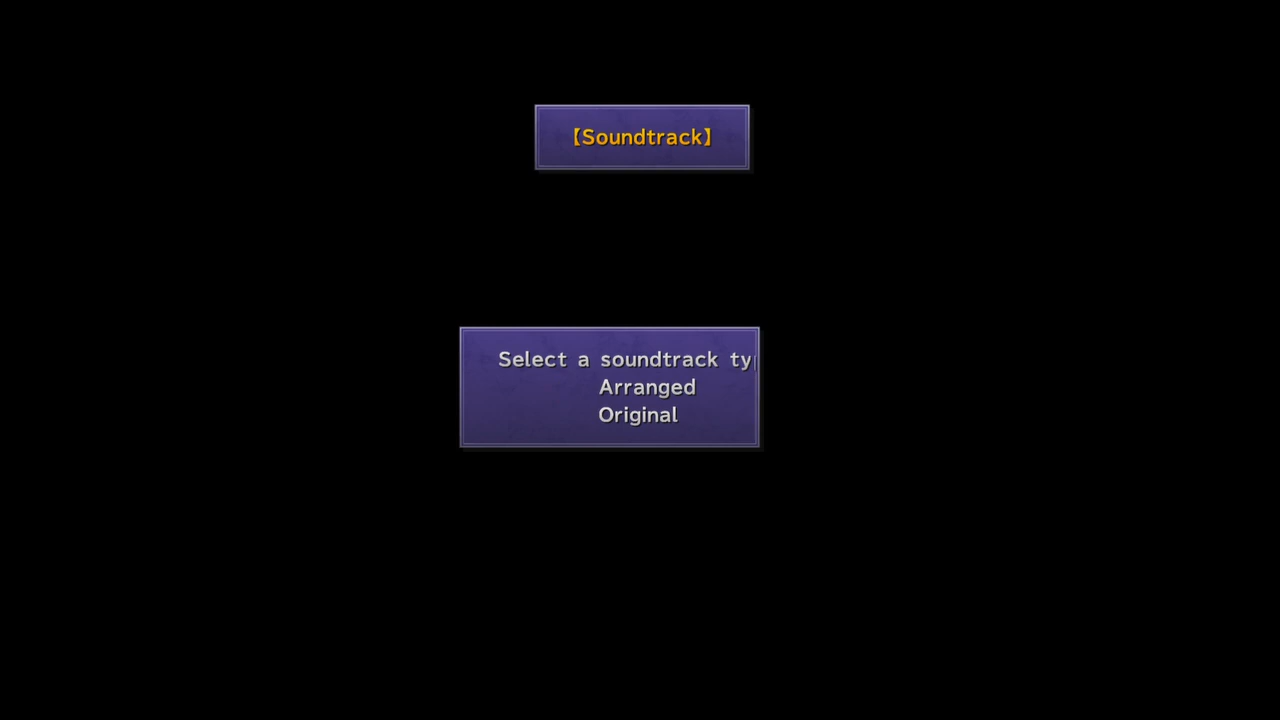 【Soundtrack】
Select a soundtrack ty
Arranged
Original